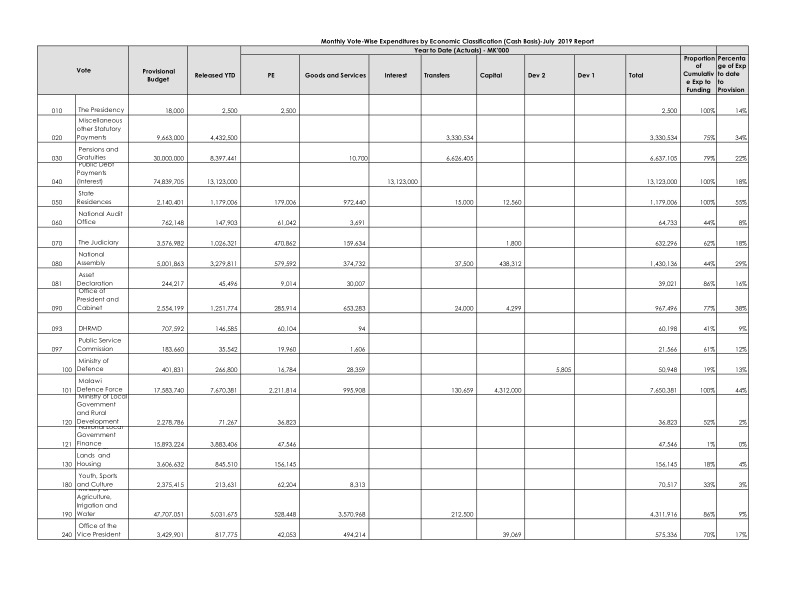 Monthly Vote-Wise Expenditures by Economic Classification (Cash Basis)-July 2019 Report
Year to Date (Actuals) - MK'000
Vote Provisional Budget Released YTD PE Goods and Services Interest Transfers Capital Dev 2 Dev 1 Total Proportion of Cumulativ e Exp to Funding Percenta ge of Exp to date to Provision
010 The Presidency 18,000 2,500 2,500 2,500 100% 14%
020 Miscellaneous other Statutory Payments 9,663,000 4,432,500 3,330,534 3,330,534 75% 34%
030 Pensions and Gratuities 30,000,000 8,397,441 10,700 6,626,405 6,637,105 79% 22%
040 Public Debt Payments (Interest) 74,839,705 13,123,000 13,123,000 13,123,000 100% 18%
050 State Residences 2,140,401 1,179,006 179,006 972,440 15,000 12,560 1,179,006 100% 55%
060 National Audit Office 762,148 147,903 61,042 3,691 64,733 44% 8%
070 The Judiciary 3,576,982 1,026,321 470,862 159,634 1,800 632,296 62% 18%
080 National Assembly 5,001,863 3,279,811 579,592 374,732 37,500 438,312 1,430,136 44% 29%
081 Asset Declaration 244,217 45,496 9,014 30,007 39,021 86% 16%
090 Office of President and Cabinet 2,554,199 1,251,774 285,914 653,283 24,000 4,299 967,496 77% 38%
093 DHRMD 707,592 146,585 60,104 94 60,198 41% 9%
097 Public Service Commission 183,660 35,542 19,960 1,606 21,566 61% 12%
100 Ministry of Defence 401,831 266,800 16,784 28,359 5,805 50,948 19% 13%
101 Malawi Defence Force 17,583,740 7,670,381 2,211,814 995,908 130,659 4,312,000 7,650,381 100% 44%
120 Ministry of Local Government and Rural Development 2,278,786 71,267 36,823 36,823 52% 2%
121 National Local Government Finance 15,893,224 3,883,406 47,546 47,546 1% 0%
130 Lands and Housing 3,606,632 845,510 156,145 156,145 18% 4%
180 Youth, Sports and Culture 2,375,415 213,631 62,204 8,313 70,517 33% 3%
190 Agriculture, Irrigation and Water 47,707,051 5,031,675 528,448 3,570,968 212,500 4,311,916 86% 9%
240 Office of the Vice President 3,429,901 817,775 42,053 494,214 39,069 575,336 70% 17%